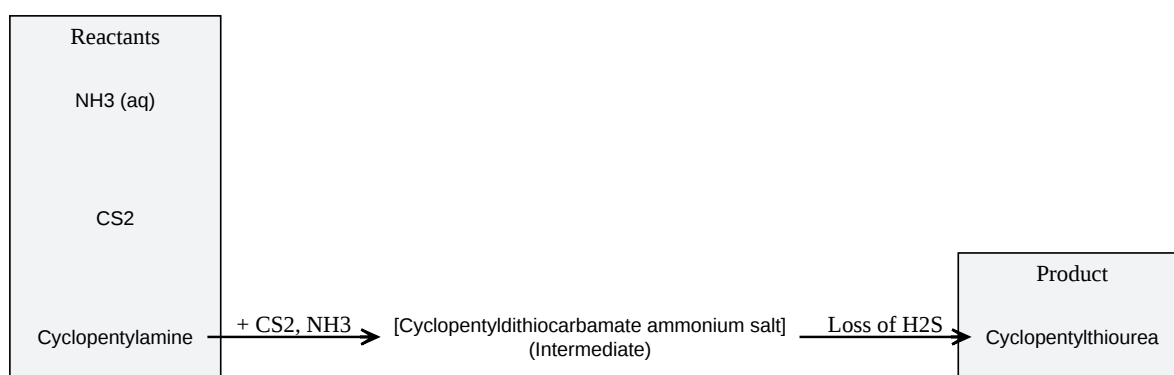 Reactants
NH3 (aq)
CS2
Cyclopentylamine
+ CS2, NH3
[Cyclopentyldithiocarbamate ammonium salt]
(Intermediate)
Loss of H2S
Product
Cyclopentylthiourea